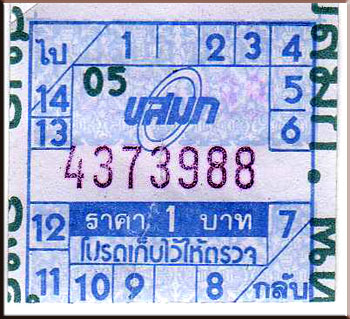 ไป 1 2 3 4
14 05 5
ขสมก
13 6
4373988
12 ราคา 1 บาท 7
โปรดเก็บไว้ให้ตรวจ
11 10 9 8 กลับ